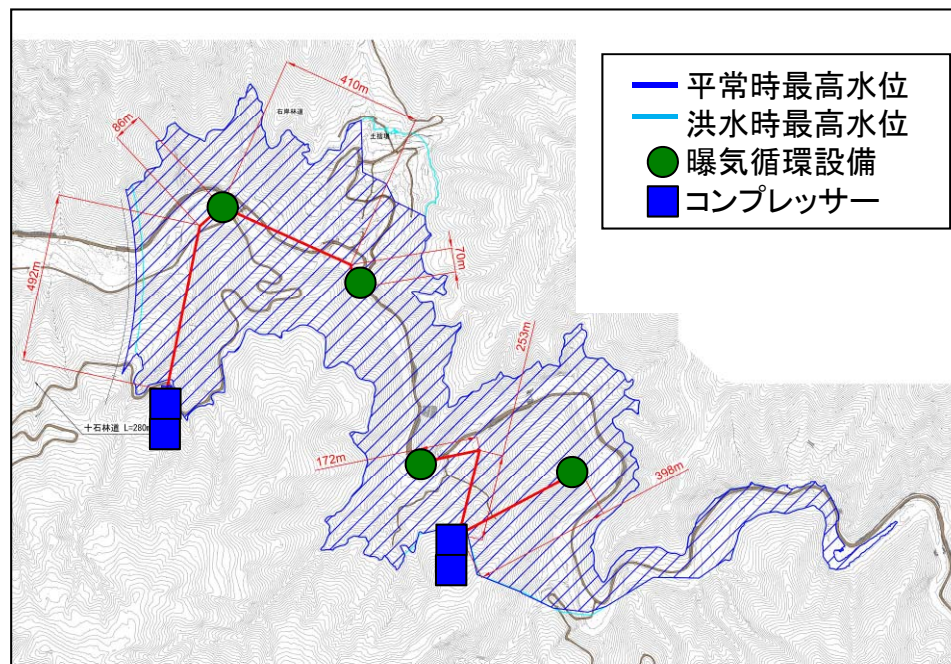 平常時最高水位
洪水時最高水位
曝気循環設備
コンプレッサー
410m
右岸林道
86m
土捨場
492m
70m
253m
十石林道 L=280m
172m
398m